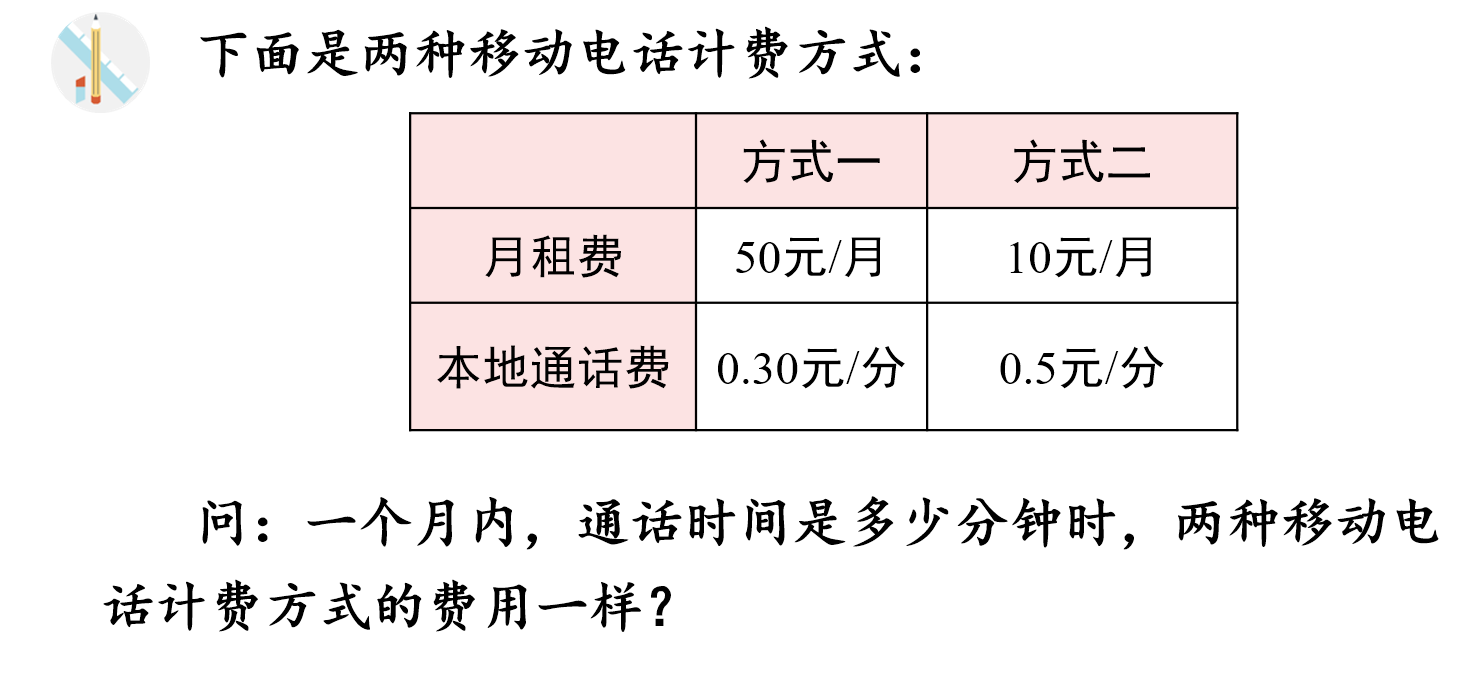 下面是两种移动电话计费方式：
方式一 方式二
月租费 50元/月 10元/月
本地通话费 0.30元/分 0.5元/分
问：一个月内，通话时间是多少分钟时，两种移动电
话计费方式的费用一样？